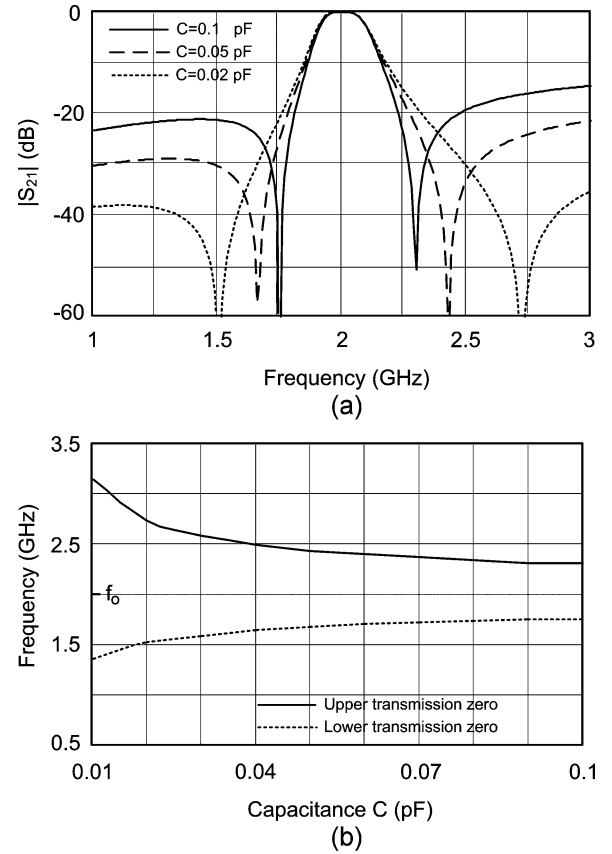 0
-20
-40
-60
|S21| (dB)
C=0.1 pF
C=0.05 pF
C=0.02 pF
1
1.5
2
2.5
3
Frequency (GHz)
(a)
3.5
2.5
1.5
0.5
Frequency (GHz)
fo
Upper transmission zero
Lower transmission zero
0.01
0.04
0.07
0.1
Capacitance C (pF)
(b)